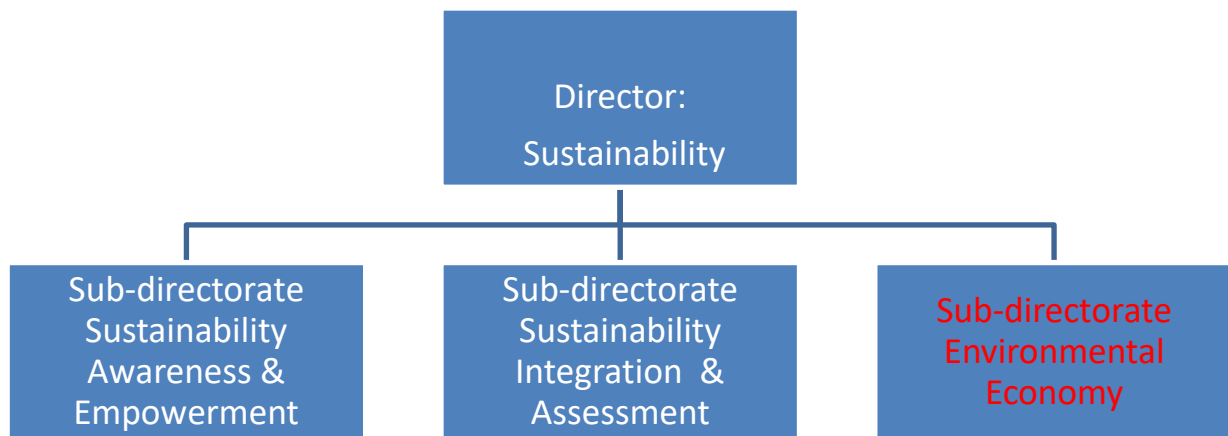 Director:
Sustainability
Sub-directorate
Sustainability
Awareness &
Empowerment
Sub-directorate
Sustainability
Integration &
Assessment
Sub-directorate
Environmental
Economy